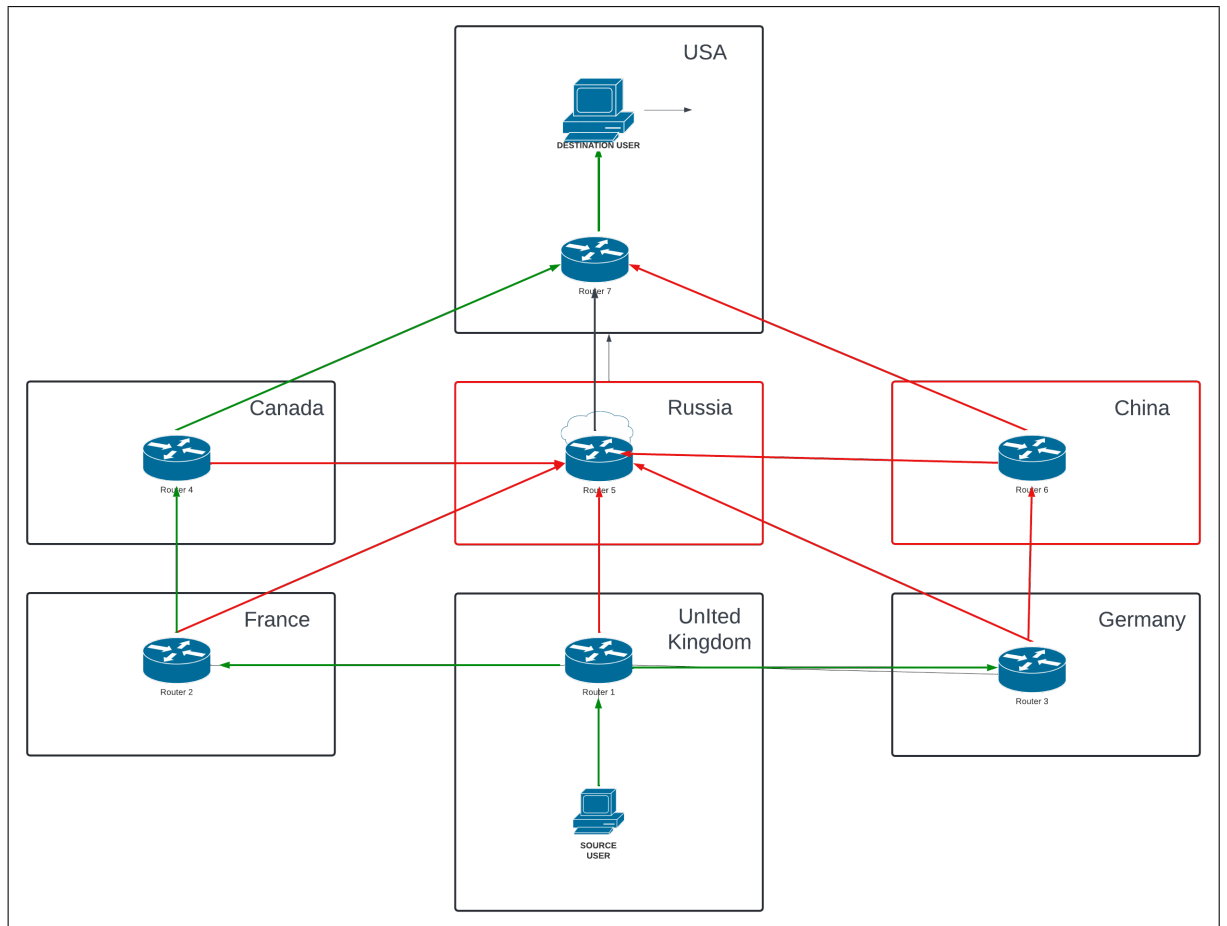 USA
DESTINATION USER
Router 7
Canada
Russia
China
Router 4
Router 5
Router 6
France
UnIted
Kingdom
Germany
Router 2
Router 1
Router 3
SOURCE
USER